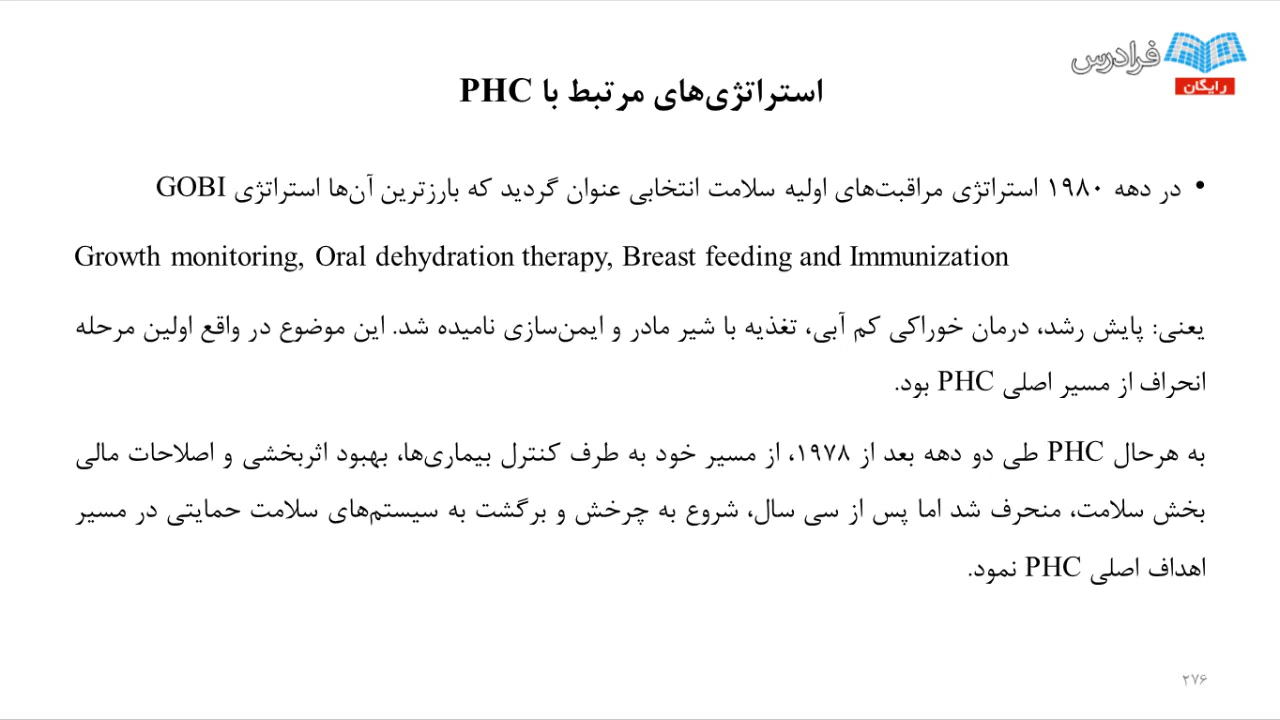 فرادرس
رایگان
استراتژی‌های مرتبط با PHC
• در دهه ۱۹۸۰ استراتژی مراقبت‌های اولیه سلامت انتخابی عنوان گردید که بارزترین آن‌ها استراتژی GOBI
Growth monitoring, Oral dehydration therapy, Breast feeding and Immunization
یعنی: پایش رشد، درمان خوراکی کم آبی، تغذیه با شیر مادر و ایمن‌سازی نامیده شد. این موضوع در واقع اولین مرحله
انحراف از مسیر اصلی PHC بود.
به هرحال PHC طی دو دهه بعد از ۱۹۷۸، از مسیر خود به طرف کنترل بیماری‌ها، بهبود اثربخشی و اصلاحات مالی
بخش سلامت، منحرف شد اما پس از سی سال، شروع به چرخش و برگشت به سیستم‌های سلامت حمایتی در مسیر
اهداف اصلی PHC نمود.
۲۷۶